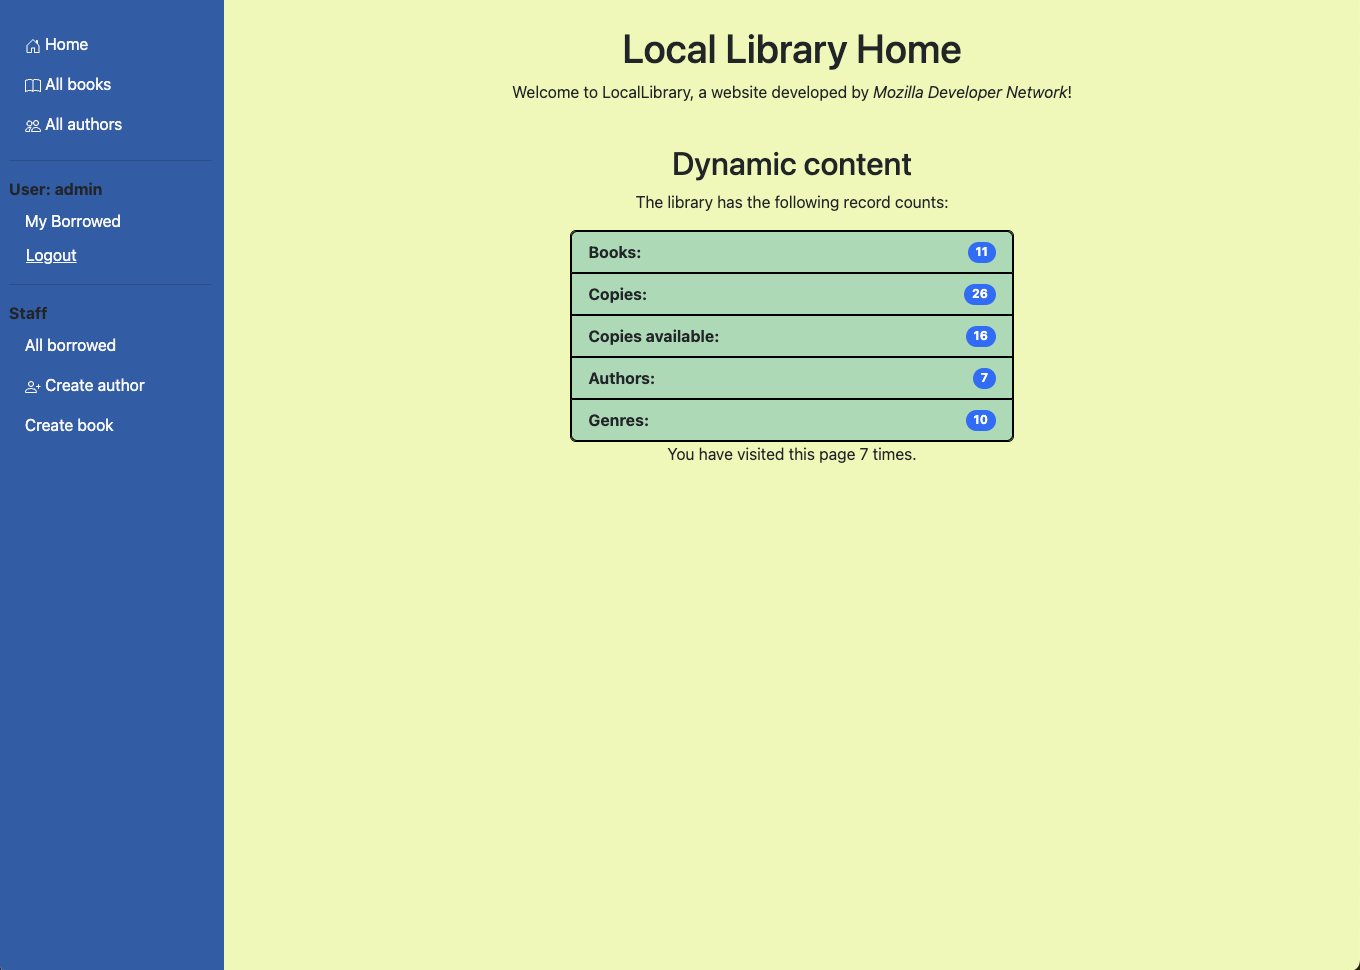 Home
All books
All authors
User: admin
My Borrowed
Logout
Staff
All borrowed
Create author
Create book
Local Library Home
Welcome to LocalLibrary, a website developed by Mozilla Developer Network!
Dynamic content
The library has the following record counts:
Books: 11
Copies: 26
Copies available: 16
Authors: 7
Genres: 10
You have visited this page 7 times.